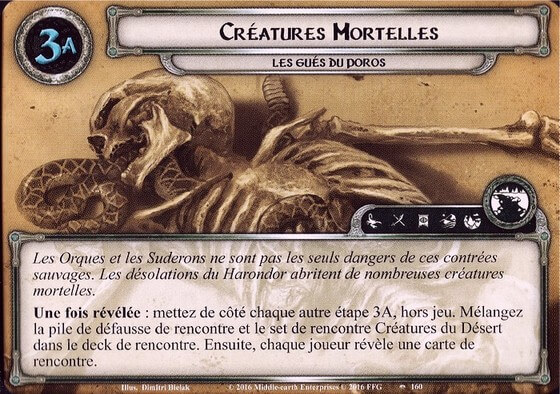 3A
CRÉATURES MORTELLES
LES GUÉS DU POROS
Les Orques et les Suderons ne sont pas les seuls dangers de ces contrées
sauvages. Les désolations du Harondor abritent de nombreuses créatures
mortelles.
Une fois révélée : mettez de côté chaque autre étape 3A, hors jeu. Mélangez
la pile de défausse de rencontre et le set de rencontre Créatures du Désert
dans le deck de rencontre. Ensuite, chaque joueur révèle une carte de
rencontre.
Illus. Dimitri Bielak © 2016 Middle-earth Enterprises © 2016 FFG 160